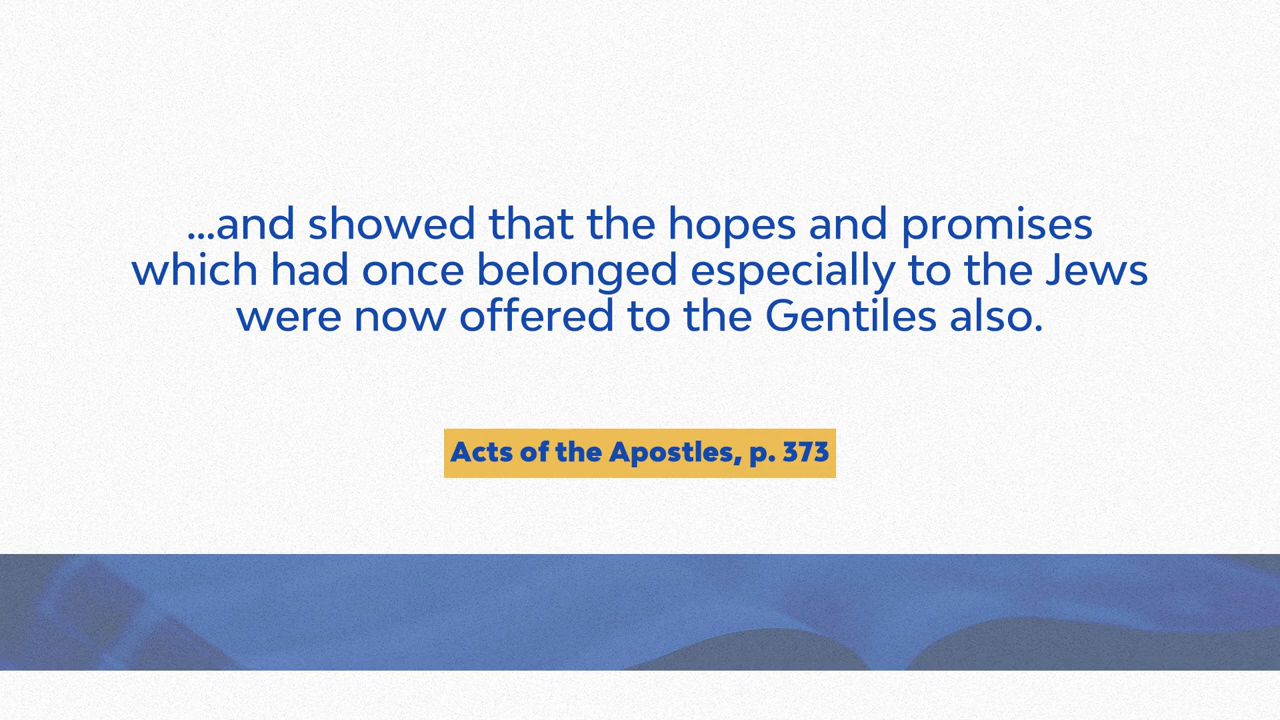 ...and showed that the hopes and promises
which had once belonged especially to the Jews
were now offered to the Gentiles also.
Acts of the Apostles, p. 373